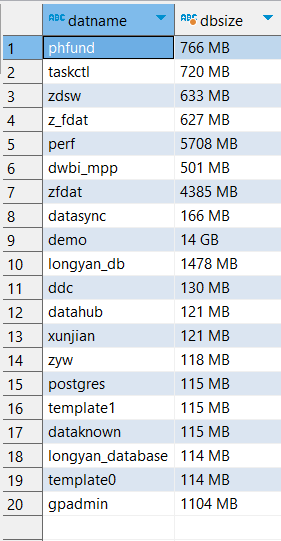 datname dbsize
1 phfund 766 MB
2 taskctl 720 MB
3 zdsw 633 MB
4 z_fdat 627 MB
5 perf 5708 MB
6 dwbi_mpp 501 MB
7 zfdat 4385 MB
8 datasync 166 MB
9 demo 14 GB
10 longyan_db 1478 MB
11 ddc 130 MB
12 datahub 121 MB
13 xunjian 121 MB
14 zyw 118 MB
15 postgres 115 MB
16 template1 115 MB
17 dataknown 115 MB
18 longyan_database 114 MB
19 template0 114 MB
20 gpadmin 1104 MB